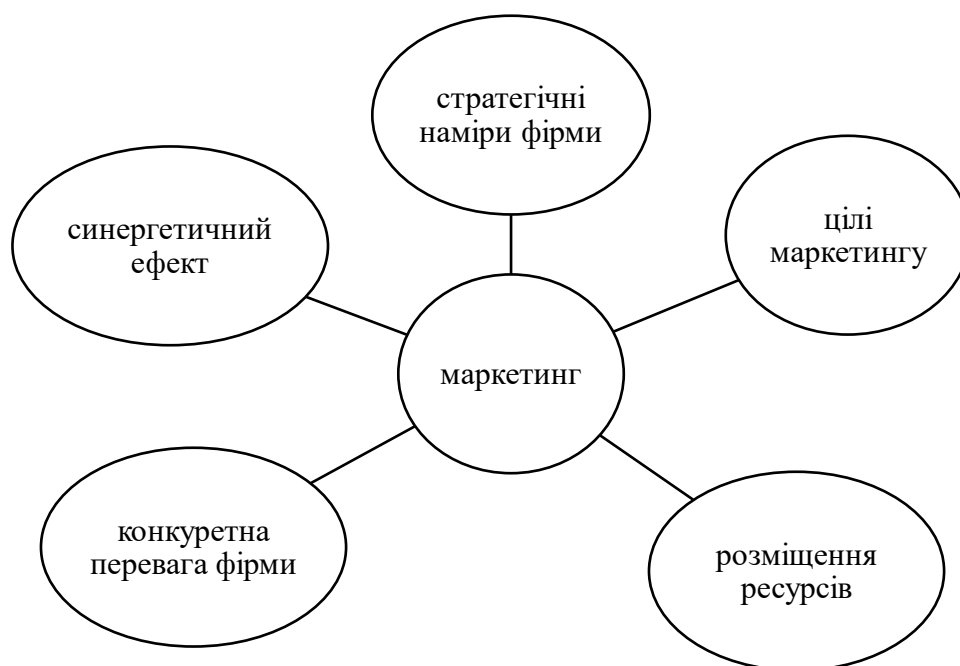 стратегічні
наміри фірми
синергетичний
ефект
цілі
маркетингу
маркетинг
конкуретна
перевага фірми
розміщення
ресурсів